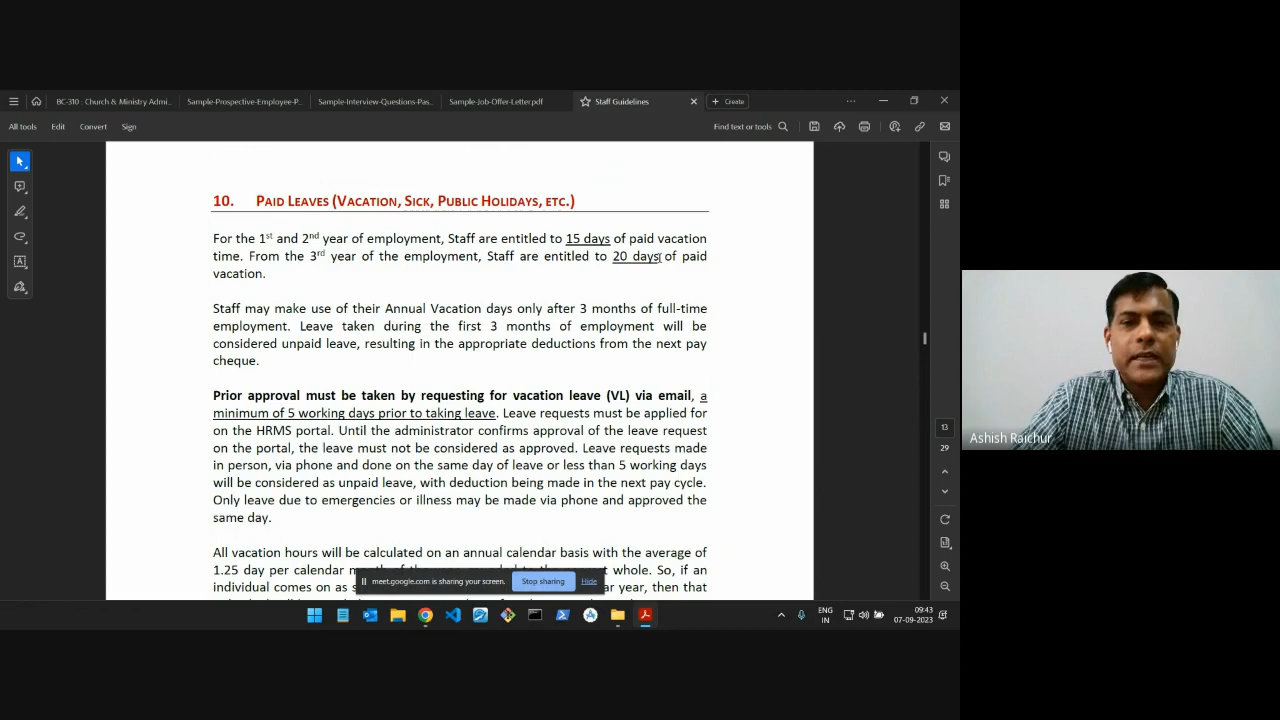 BC-310 : Church & Ministry Admi...
Sample-Prospective-Employee-P...
Sample-Interview-Questions-Pas...
Sample-Job-Offer-Letter.pdf
Staff Guidelines
Create
All tools
Edit
Convert
Sign
Find text or tools
10. PAID LEAVES (VACATION, SICK, PUBLIC HOLIDAYS, ETC.)
For the 1st and 2nd year of employment, Staff are entitled to 15 days of paid vacation
time. From the 3rd year of the employment, Staff are entitled to 20 days of paid
vacation.
Staff may make use of their Annual Vacation days only after 3 months of full-time
employment. Leave taken during the first 3 months of employment will be
considered unpaid leave, resulting in the appropriate deductions from the next pay
cheque.
Prior approval must be taken by requesting for vacation leave (VL) via email, a
minimum of 5 working days prior to taking leave. Leave requests must be applied for
on the HRMS portal. Until the administrator confirms approval of the leave request
on the portal, the leave must not be considered as approved. Leave requests made
in person, via phone and done on the same day of leave or less than 5 working days
will be considered as unpaid leave, with deduction being made in the next pay cycle.
Only leave due to emergencies or illness may be made via phone and approved the
same day.
All vacation hours will be calculated on an annual calendar basis with the average of
1.25 day per calendar whole. So, if an
individual comes on as ar year, then that
meet.google.com is sharing your screen.
Stop sharing
Hide
13
29
Ashish Raichur
ENG
IN
09:43
07-09-2023